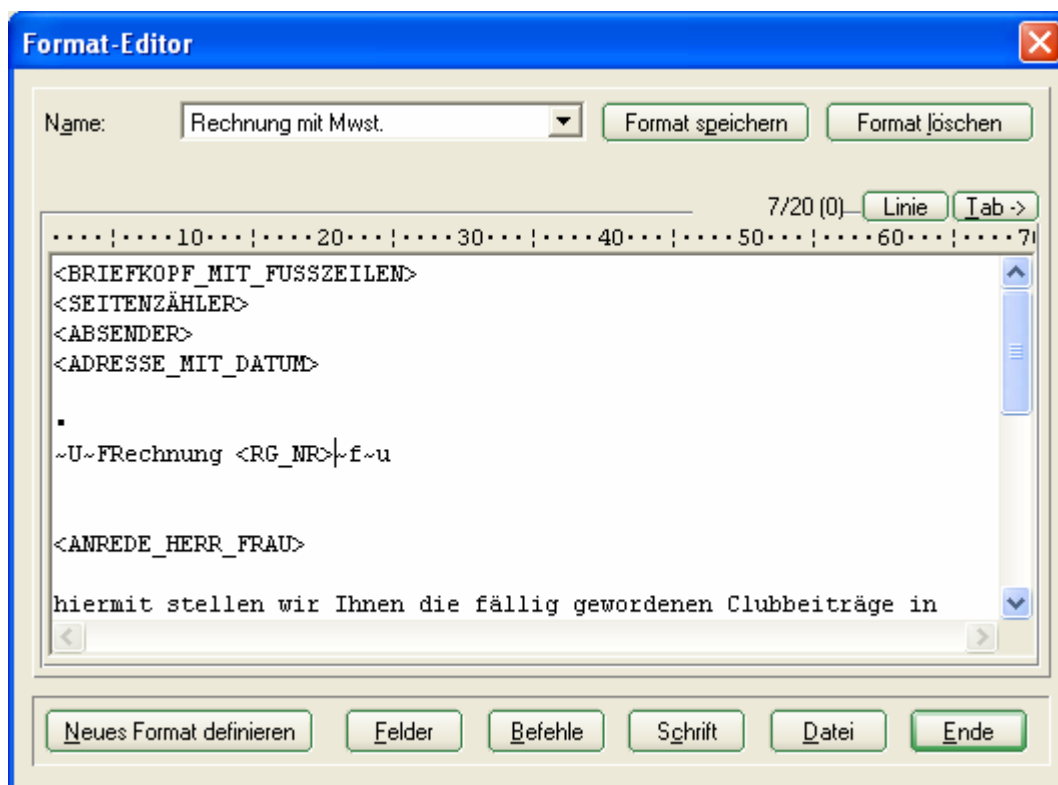 Format-Editor
Name: Rechnung mit Mwst. Format speichern Format löschen
7/20 (0) Linie Tab ->
····¦····10···¦····20···¦····30···¦····40···¦····50···¦····60···¦····7
<BRIEFKOPF_MIT_FUSSZEILEN>
<SEITENZÄHLER>
<ABSENDER>
<ADRESSE_MIT_DATUM>
.
~U~FRechnung <RG_NR>~f~u
<ANREDE_HERR_FRAU>
hiermit stellen wir Ihnen die fällig gewordenen Clubbeiträge in
Neues Format definieren Felder Befehle Schrift Datei Ende